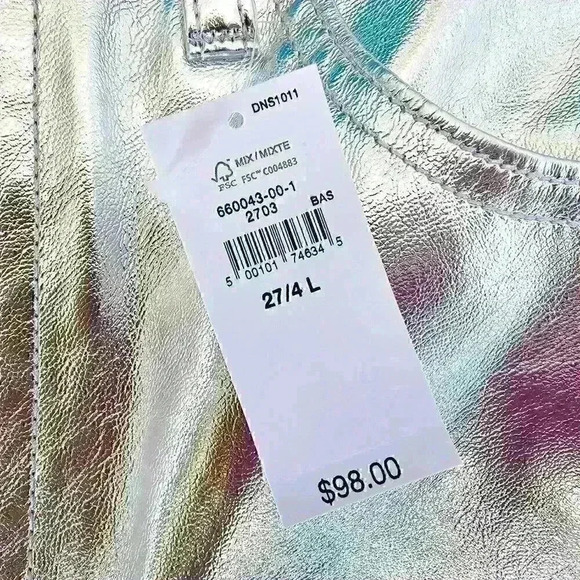 DNS1011
MIX/MIXTE
FSC FSC™ C004883
660043-00-1
2703 BAS
5 00101 74634 5
27/4 L
$98.00